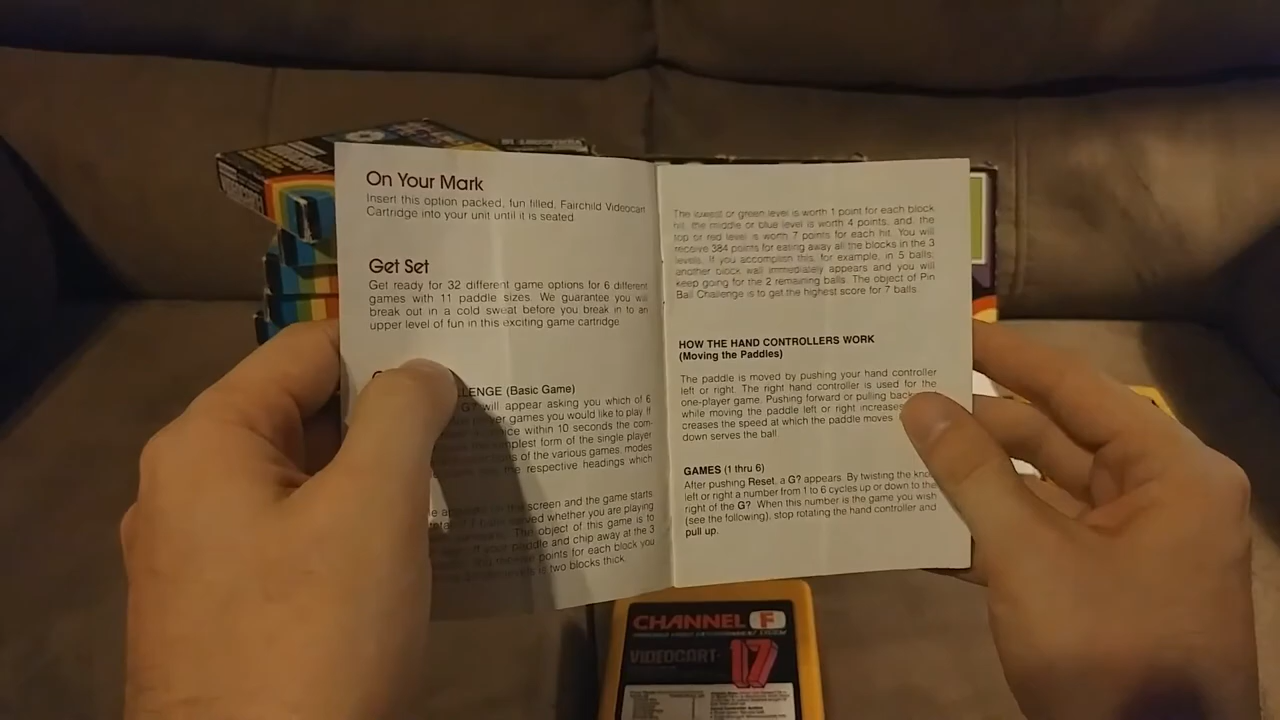 On Your Mark
Insert this option packed, fun filled, Fairchild Videocart
Cartridge into your unit until it is seated
Get Set
Get ready for 32 different game options for 6 different
games with 11 paddle sizes. We guarantee you will
break out in a cold sweat before you break in to an
upper level of fun in this exciting game cartridge
LLENGE (Basic Game)
G? will appear asking you which of 6
player games you would like to play If
within 10 seconds the com-
simplest form of the single player
of the various games, modes
the respective headings which
on the screen and the game starts
served whether you are playing
The object of this game is to
and chip away at the 3
points for each block you
levels is two blocks thick.
The lowest or green level is worth 1 point for each block
hit, the middle or blue level is worth 4 points, and, the
top or red level is worth 7 points for each hit. You will
receive 384 points for eating away all the blocks in the 3
levels. If you accomplish this, for example, in 5 balls,
another block wall immediately appears and you will
keep going for the 2 remaining balls. The object of Pin
Ball Challenge is to get the highest score for 7 balls.
HOW THE HAND CONTROLLERS WORK
(Moving the Paddles)
The paddle is moved by pushing your hand controller
left or right. The right hand controller is used for the
one-player game. Pushing forward or pulling back
while moving the paddle left or right increases
creases the speed at which the paddle moves
down serves the ball
GAMES (1 thru 6)
After pushing Reset, a G? appears. By twisting the kno
left or right a number from 1 to 6 cycles up or down to the
right of the G? When this number is the game you wish
(see the following), stop rotating the hand controller and
pull up.
CHANNEL F
VIDEOCART-17